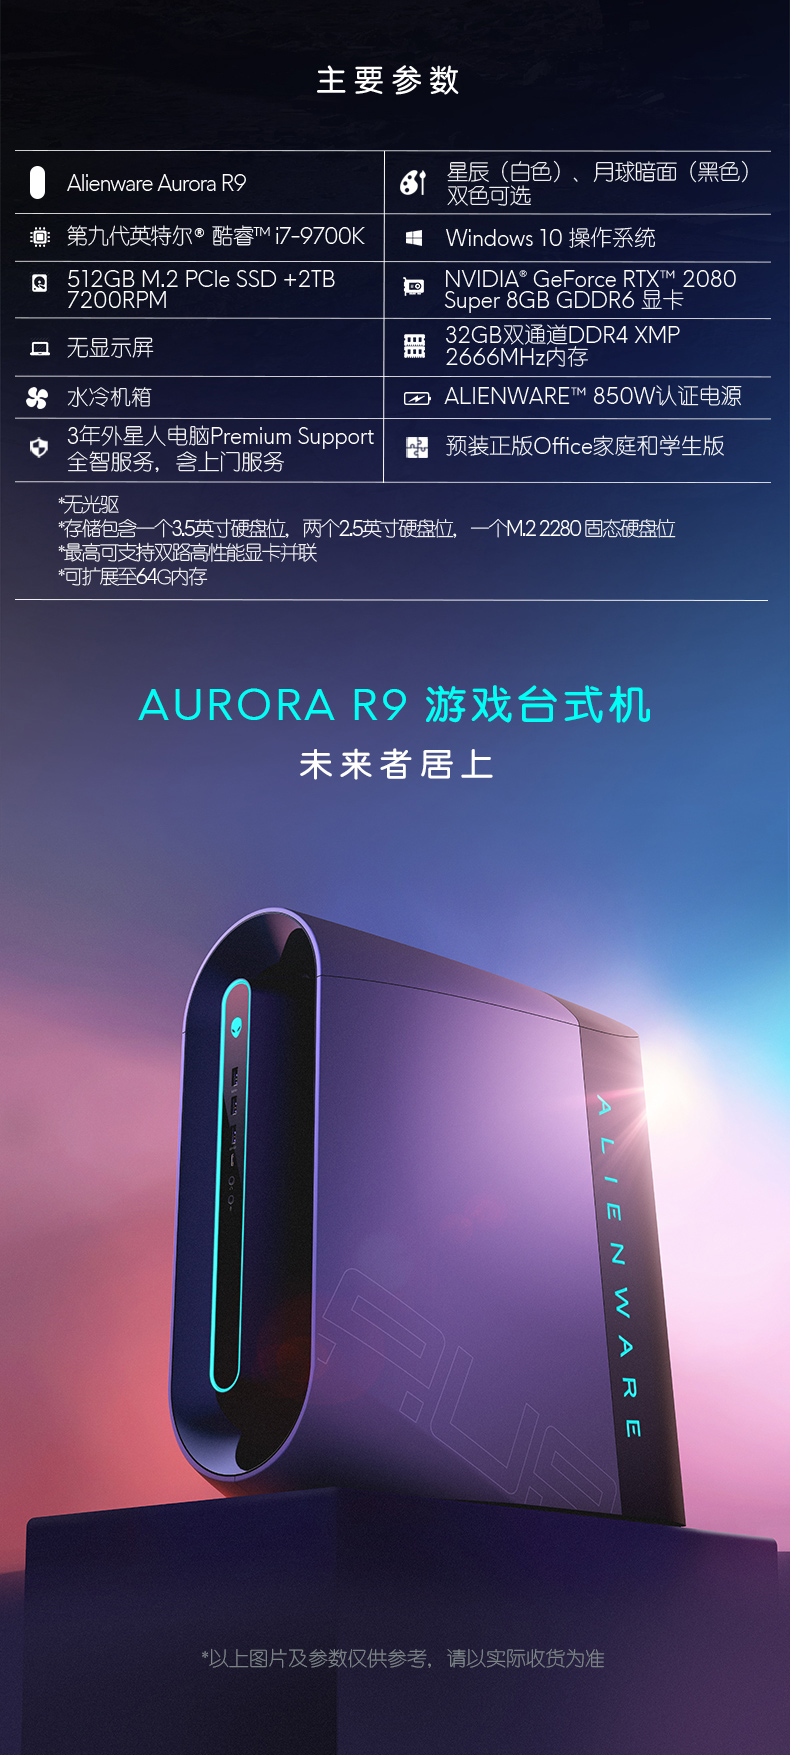 主要参数
Alienware Aurora R9
星辰（白色）、月球暗面（黑色）
双色可选
第九代英特尔® 酷睿™ i7-9700K
Windows 10 操作系统
512GB M.2 PCIe SSD +2TB
7200RPM
NVIDIA® GeForce RTX™ 2080
Super 8GB GDDR6 显卡
无显示屏
32GB双通道DDR4 XMP
2666MHz内存
水冷机箱
ALIENWARE™ 850W认证电源
3年外星人电脑Premium Support
全智服务，含上门服务
预装正版Office家庭和学生版
*无光驱
*存储包含一个3.5英寸硬盘位，两个2.5英寸硬盘位，一个M.2 2280 固态硬盘位
*最高可支持双路高性能显卡并联
*可扩展至64G内存
AURORA R9 游戏台式机
未来者居上
ALIENWARE
*以上图片及参数仅供参考，请以实际收货为准